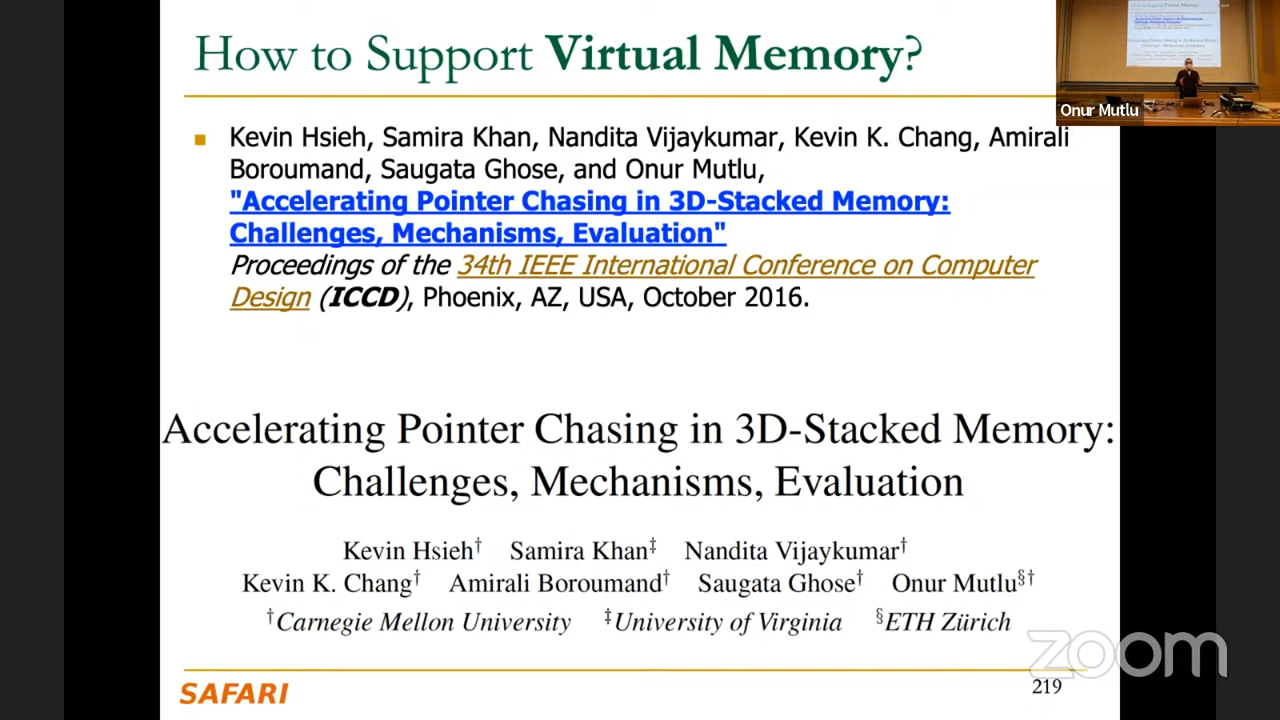 How to Support Virtual Memory?
Kevin Hsieh, Samira Khan, Nandita Vijaykumar, Kevin K. Chang, Amirali
Boroumand, Saugata Ghose, and Onur Mutlu,
"Accelerating Pointer Chasing in 3D-Stacked Memory:
Challenges, Mechanisms, Evaluation"
Proceedings of the 34th IEEE International Conference on Computer
Design (ICCD), Phoenix, AZ, USA, October 2016.
Accelerating Pointer Chasing in 3D-Stacked Memory:
Challenges, Mechanisms, Evaluation
Kevin Hsieh† Samira Khan‡ Nandita Vijaykumar†
Kevin K. Chang† Amirali Boroumand† Saugata Ghose† Onur Mutlu§†
†Carnegie Mellon University ‡University of Virginia §ETH Zürich
SAFARI
219
zoom
Onur Mutlu